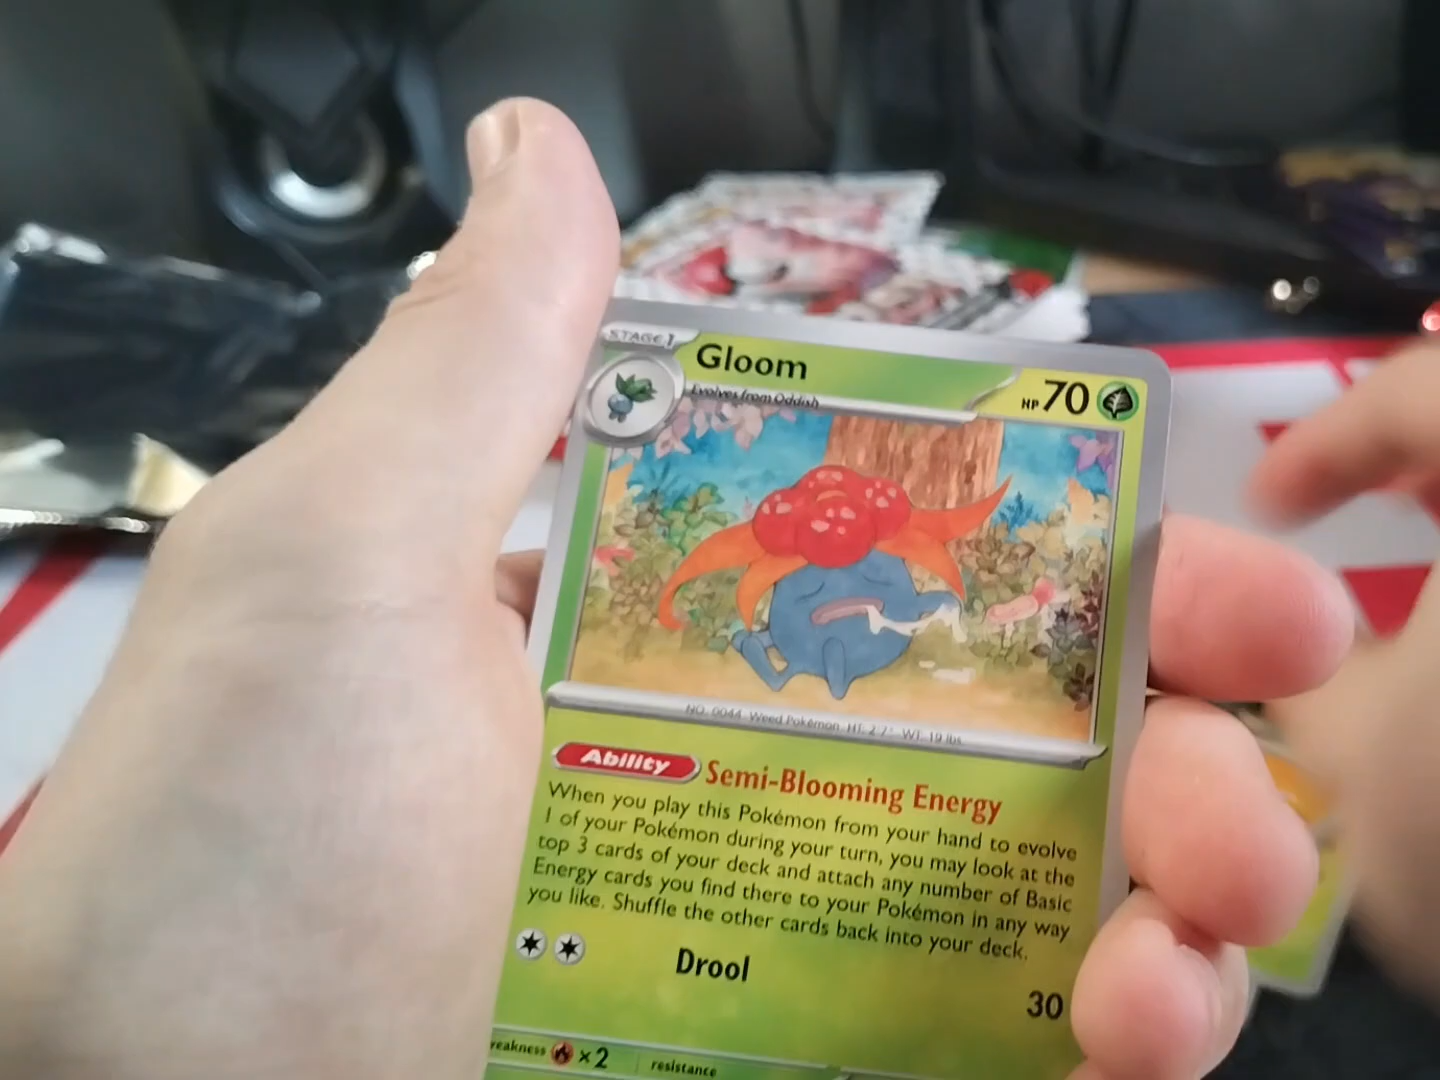 STAGE 1
Gloom
HP 70
Evolves from Oddish
NO. 0044 Weed Pokémon HT: 2'7" WT: 19 lbs.
Ability Semi-Blooming Energy
When you play this Pokémon from your hand to evolve
1 of your Pokémon during your turn, you may look at the
top 3 cards of your deck and attach any number of Basic
Energy cards you find there to your Pokémon in any way
you like. Shuffle the other cards back into your deck.
Drool
30
reakness ×2 resistance